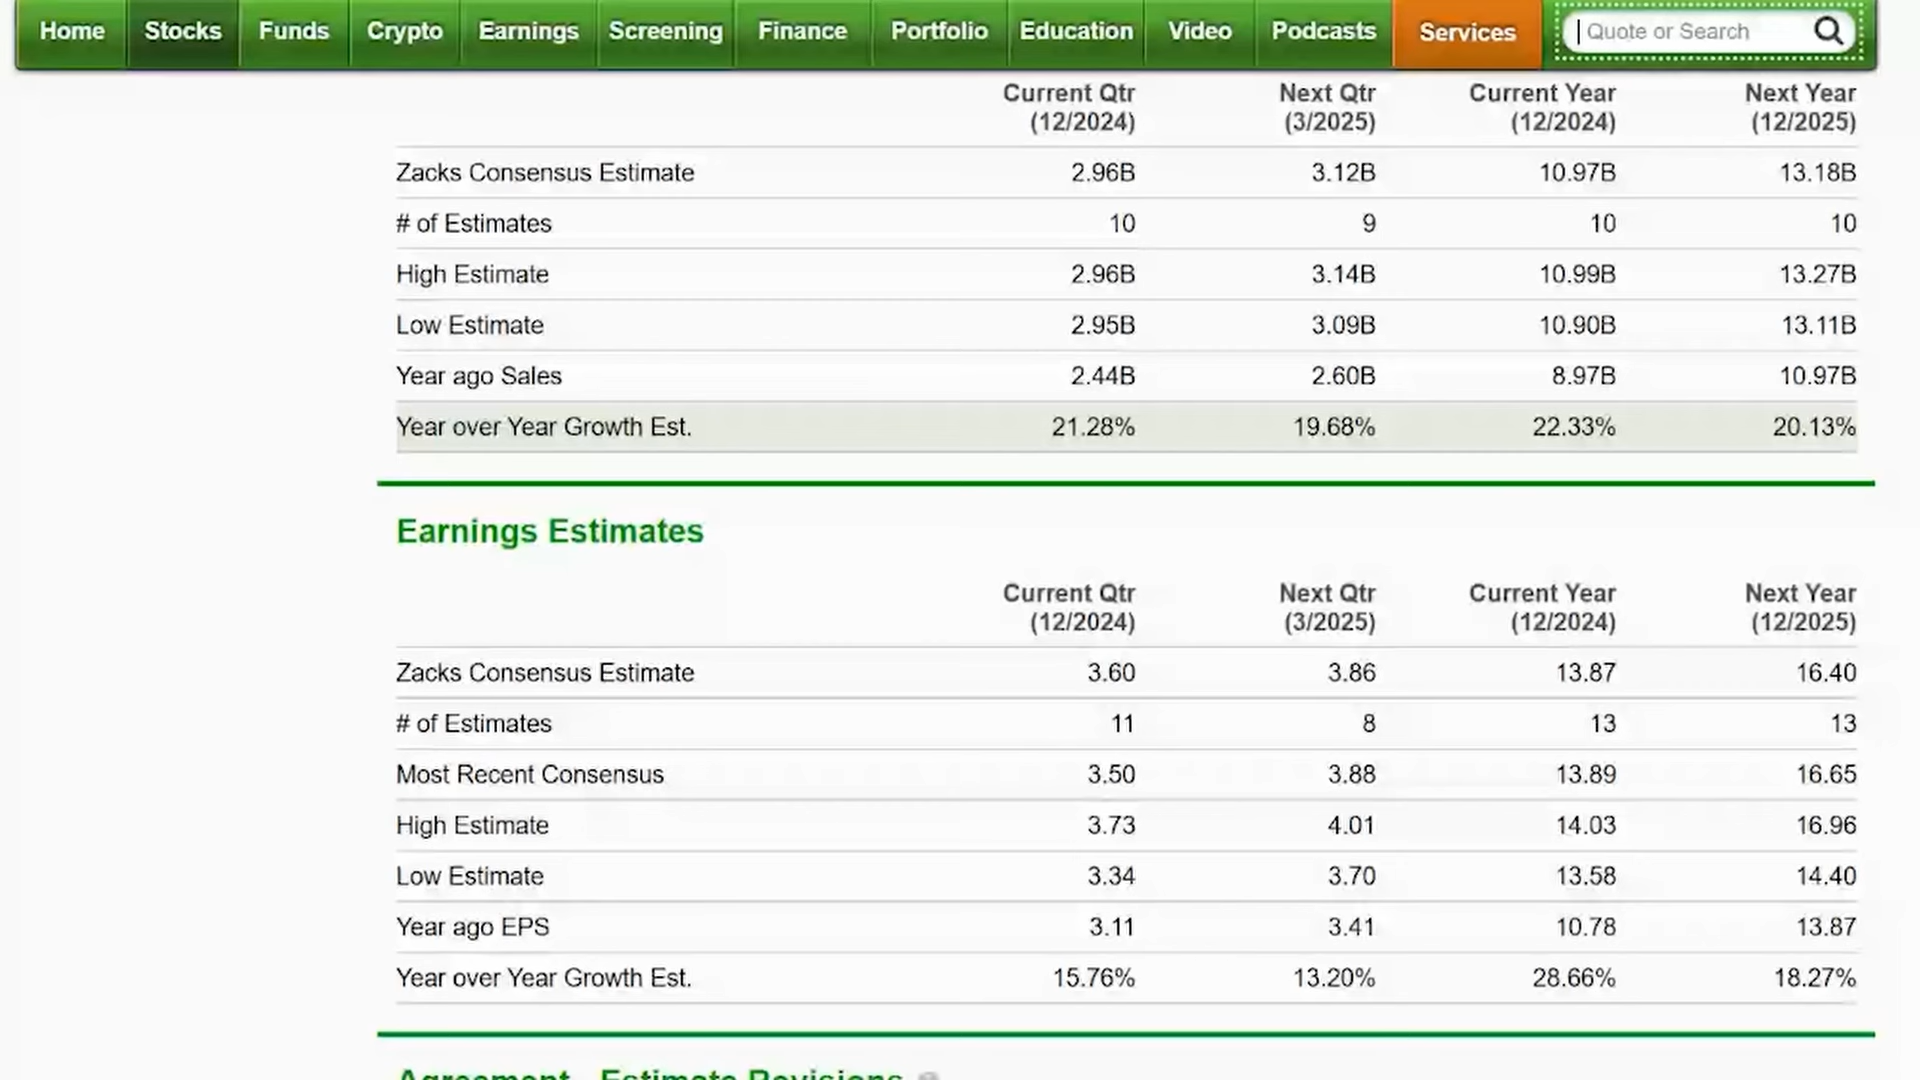 Home Stocks Funds Crypto Earnings Screening Finance Portfolio Education Video Podcasts Services Quote or Search
Current Qtr Next Qtr Current Year Next Year
(12/2024) (3/2025) (12/2024) (12/2025)
Zacks Consensus Estimate 2.96B 3.12B 10.97B 13.18B
# of Estimates 10 9 10 10
High Estimate 2.96B 3.14B 10.99B 13.27B
Low Estimate 2.95B 3.09B 10.90B 13.11B
Year ago Sales 2.44B 2.60B 8.97B 10.97B
Year over Year Growth Est. 21.28% 19.68% 22.33% 20.13%
Earnings Estimates
Current Qtr Next Qtr Current Year Next Year
(12/2024) (3/2025) (12/2024) (12/2025)
Zacks Consensus Estimate 3.60 3.86 13.87 16.40
# of Estimates 11 8 13 13
Most Recent Consensus 3.50 3.88 13.89 16.65
High Estimate 3.73 4.01 14.03 16.96
Low Estimate 3.34 3.70 13.58 14.40
Year ago EPS 3.11 3.41 10.78 13.87
Year over Year Growth Est. 15.76% 13.20% 28.66% 18.27%
Agreement - Estimate Revisions